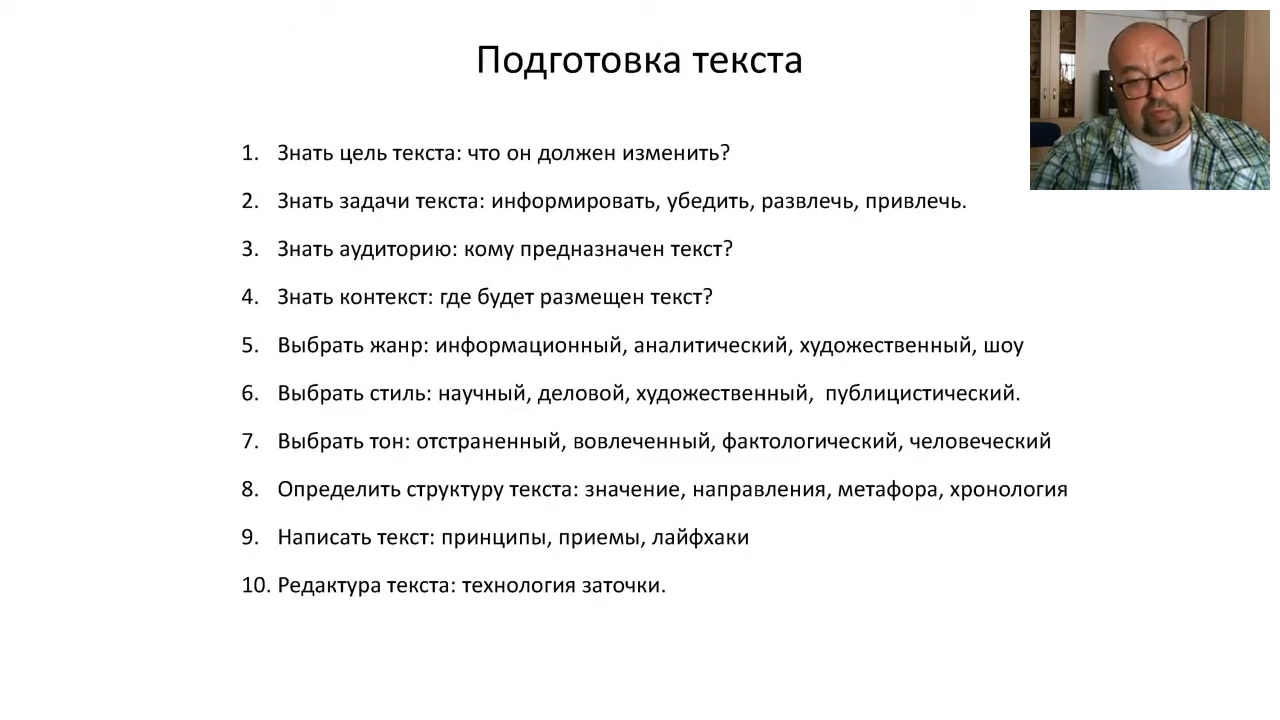 Подготовка текста
1. Знать цель текста: что он должен изменить?
2. Знать задачи текста: информировать, убедить, развлечь, привлечь.
3. Знать аудиторию: кому предназначен текст?
4. Знать контекст: где будет размещен текст?
5. Выбрать жанр: информационный, аналитический, художественный, шоу
6. Выбрать стиль: научный, деловой, художественный,  публицистический.
7. Выбрать тон: отстраненный, вовлеченный, фактологический, человеческий
8. Определить структуру текста: значение, направления, метафора, хронология
9. Написать текст: принципы, приемы, лайфхаки
10. Редактура текста: технология заточки.